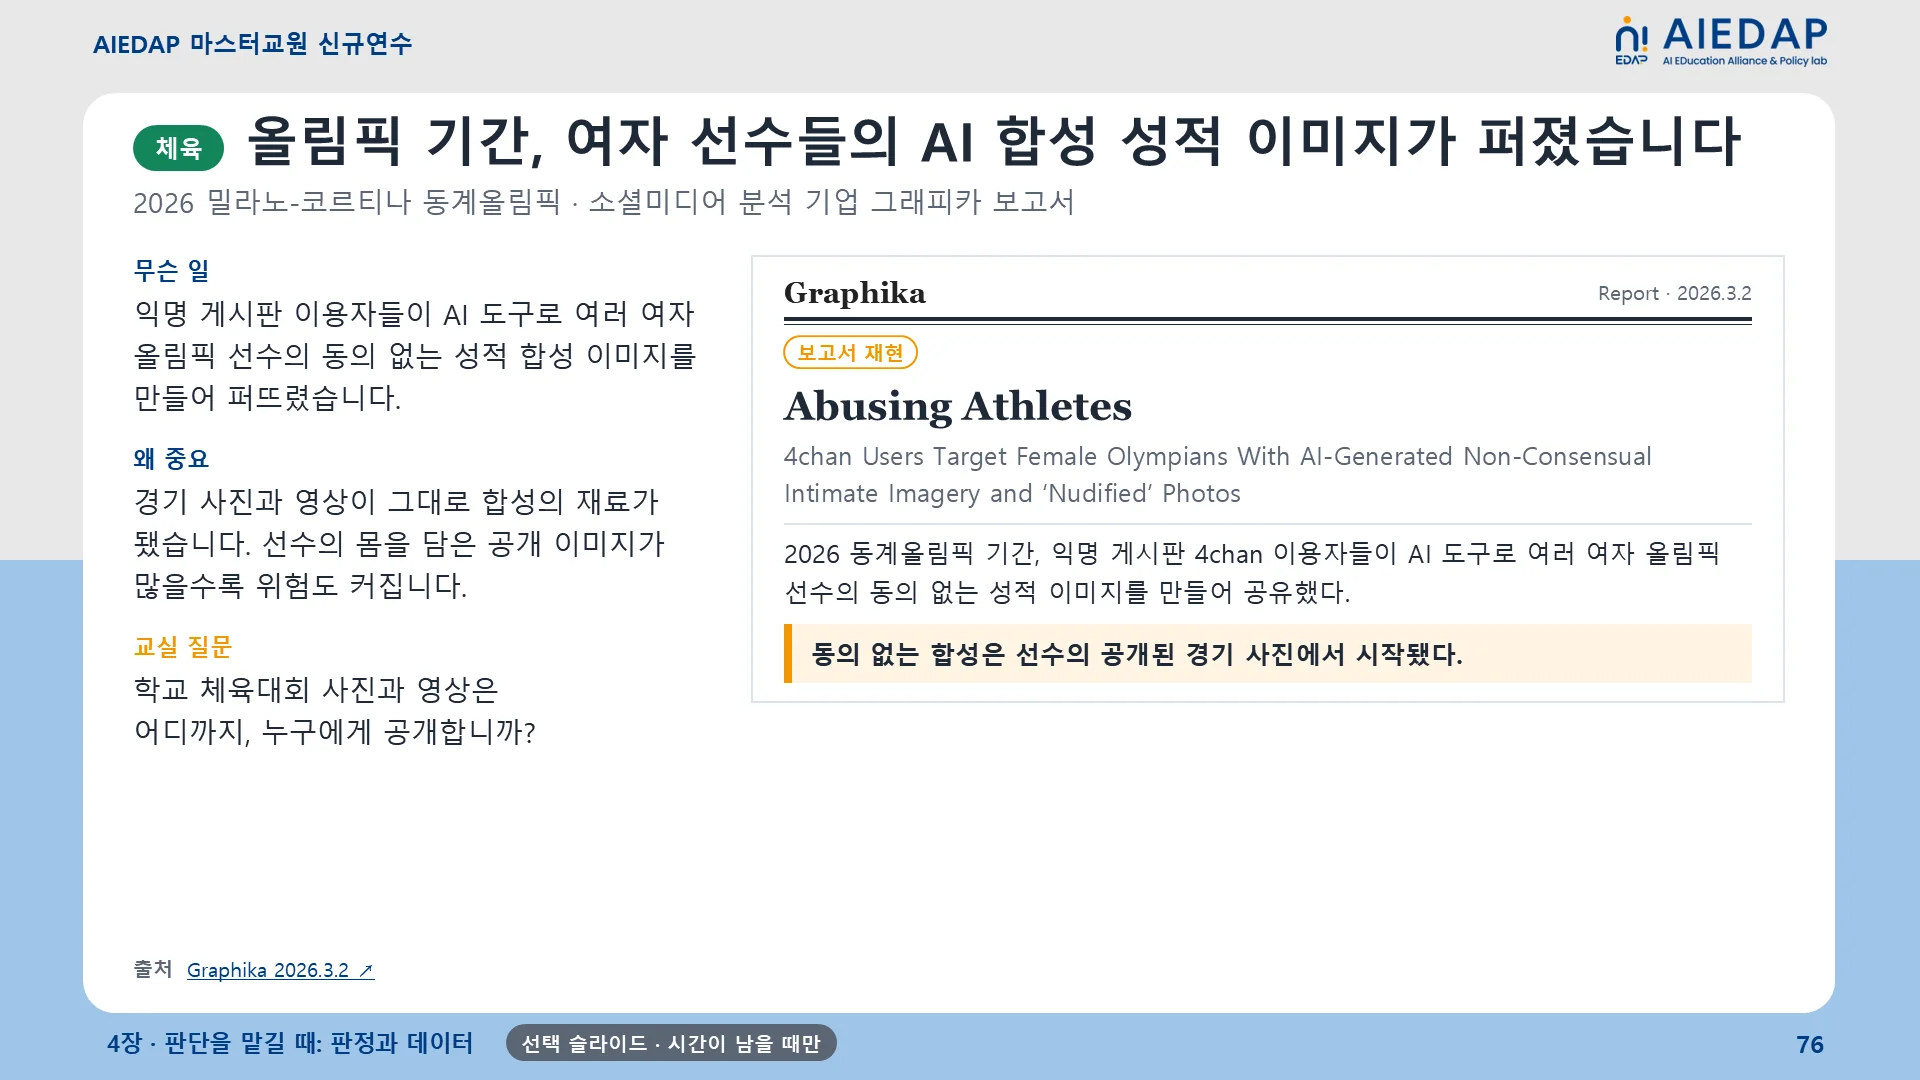 AIEDAP 마스터교원 신규연수
EDAP
AIEDAP
AI EDucation Alliance & Policy lab
체육
올림픽 기간, 여자 선수들의 AI 합성 성적 이미지가 퍼졌습니다
2026 밀라노-코르티나 동계올림픽 · 소셜미디어 분석 기업 그래피카 보고서
무슨 일
익명 게시판 이용자들이 AI 도구로 여러 여자
올림픽 선수의 동의 없는 성적 합성 이미지를
만들어 퍼뜨렸습니다.
왜 중요
경기 사진과 영상이 그대로 합성의 재료가
됐습니다. 선수의 몸을 담은 공개 이미지가
많을수록 위험도 커집니다.
교실 질문
학교 체육대회 사진과 영상은
어디까지, 누구에게 공개합니까?
Graphika
Report · 2026.3.2
보고서 재현
Abusing Athletes
4chan Users Target Female Olympians With AI-Generated Non-Consensual
Intimate Imagery and ‘Nudified’ Photos
2026 동계올림픽 기간, 익명 게시판 4chan 이용자들이 AI 도구로 여러 여자 올림픽
선수의 동의 없는 성적 이미지를 만들어 공유했다.
동의 없는 합성은 선수의 공개된 경기 사진에서 시작됐다.
출처 Graphika 2026.3.2 ↗
4장 · 판단을 맡길 때: 판정과 데이터
선택 슬라이드 · 시간이 남을 때만
76